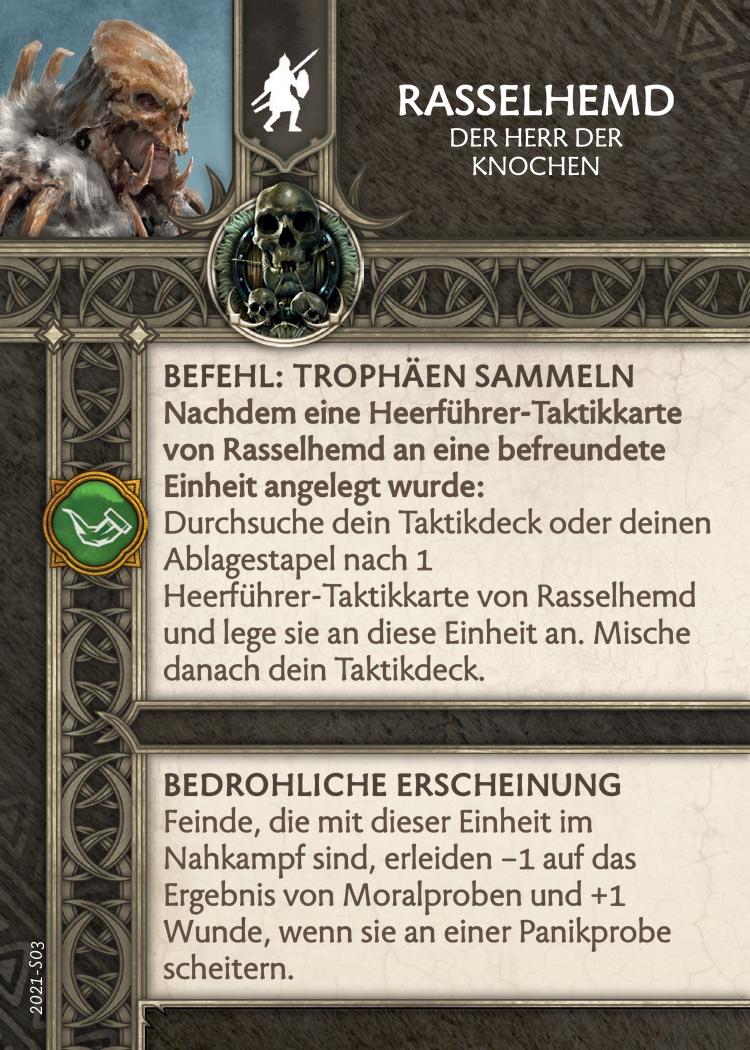 RASSELHEMD
DER HERR DER
KNOCHEN
BEFEHL: TROPHÄEN SAMMELN
Nachdem eine Heerführer-Taktikkarte
von Rasselhemd an eine befreundete
Einheit angelegt wurde:
Durchsuche dein Taktikdeck oder deinen
Ablagestapel nach 1
Heerführer-Taktikkarte von Rasselhemd
und lege sie an diese Einheit an. Mische
danach dein Taktikdeck.
BEDROHLICHE ERSCHEINUNG
Feinde, die mit dieser Einheit im
Nahkampf sind, erleiden −1 auf das
Ergebnis von Moralproben und +1
Wunde, wenn sie an einer Panikprobe
scheitern.
2021-S03